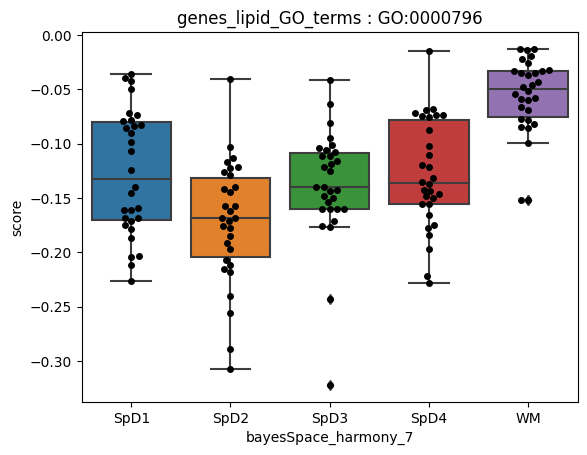 genes_lipid_GO_terms : GO:0000796
0.00
−0.05
−0.10
−0.15
−0.20
−0.25
−0.30
score
SpD1 SpD2 SpD3 SpD4 WM
bayesSpace_harmony_7